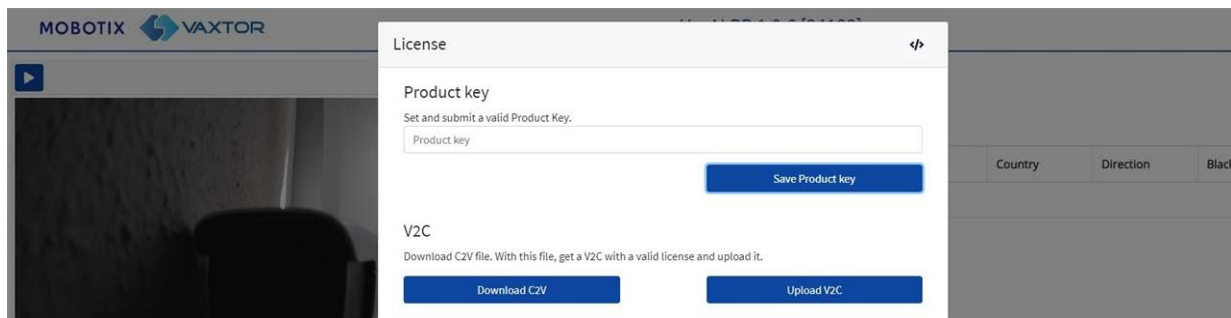 MOBOTIX VAXTOR
License
</>
Product key
Set and submit a valid Product Key.
Product key
Save Product key
Country Direction
V2C
Download C2V file. With this file, get a V2C with a valid license and upload it.
Download C2V Upload V2C